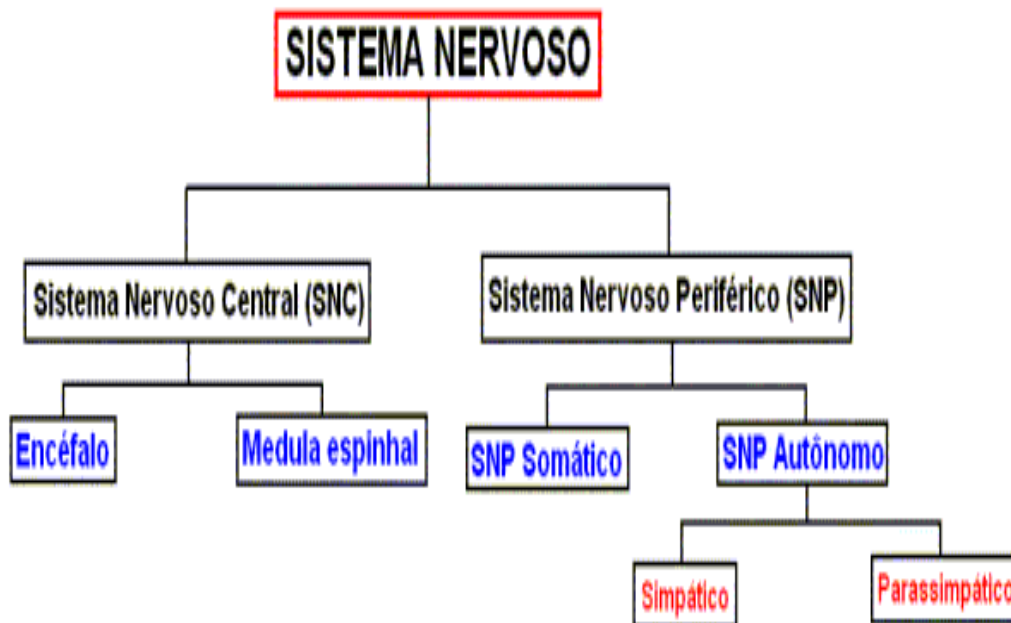 SISTEMA NERVOSO
Sistema Nervoso Central (SNC)
Sistema Nervoso Periférico (SNP)
Encéfalo
Medula espinhal
SNP Somático
SNP Autônomo
Simpático
Parassimpático